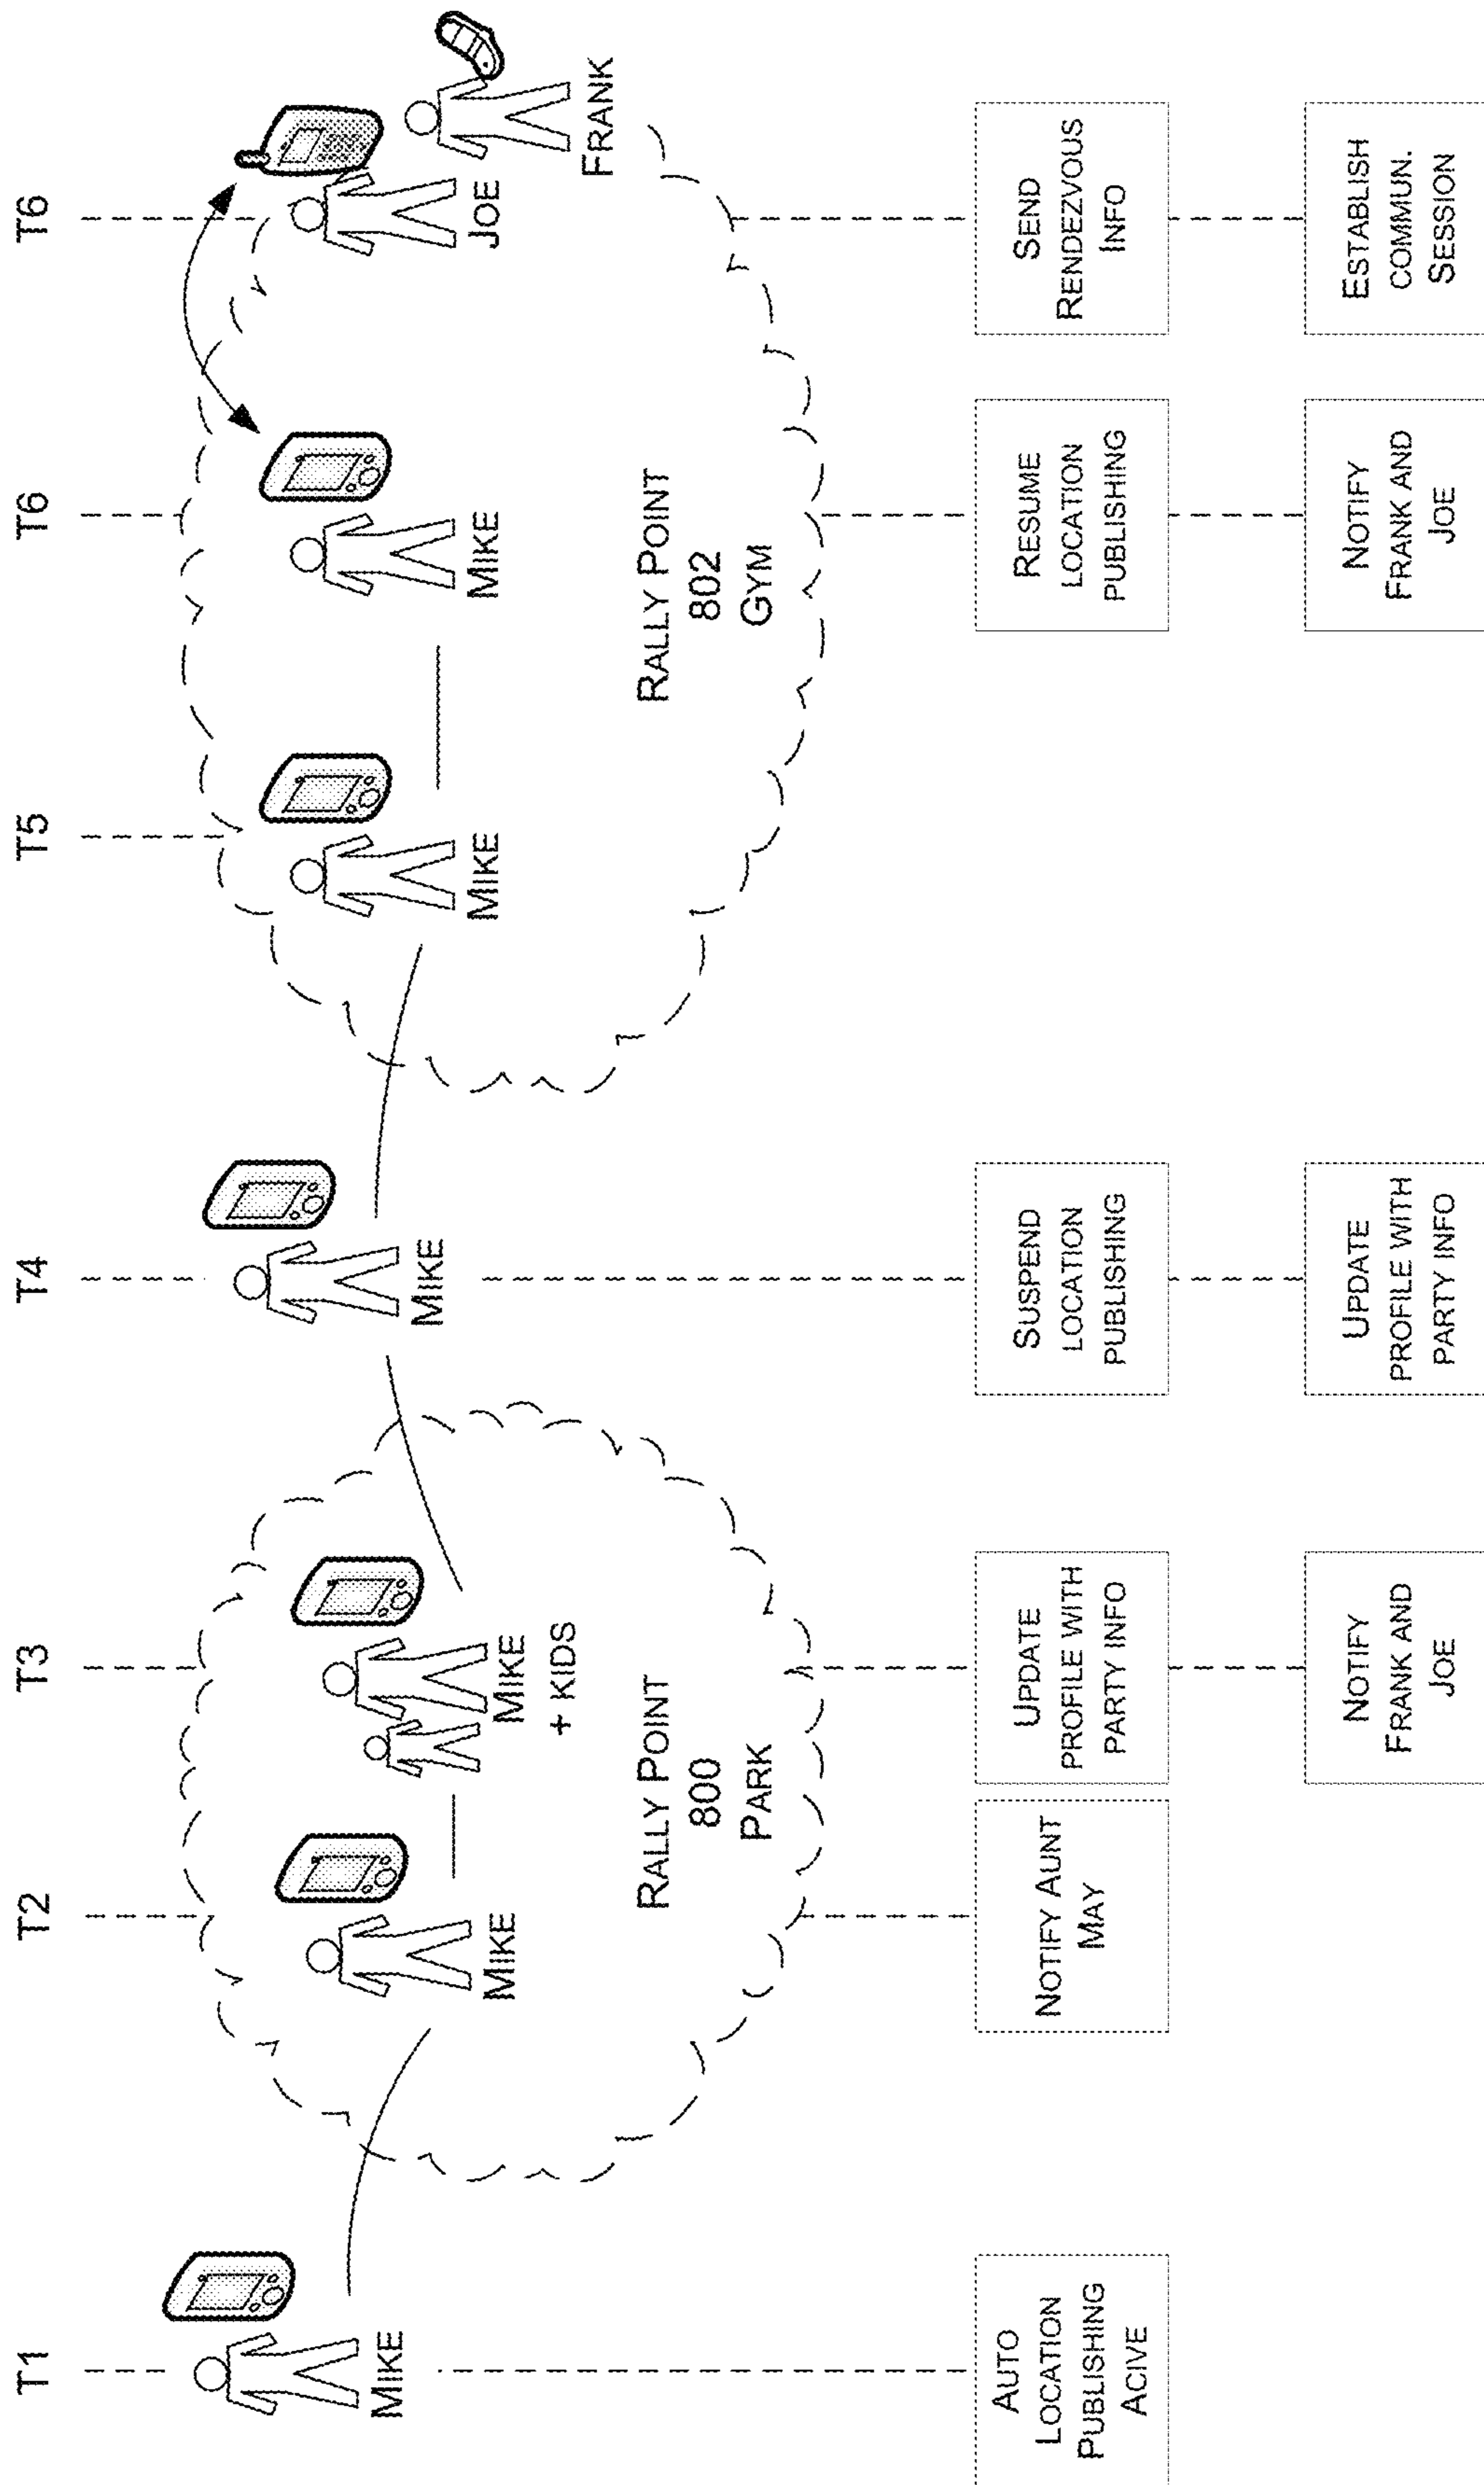 T1
T2
T3
T4
T5
T6
T6
MIKE
MIKE
MIKE
+ KIDS
MIKE
MIKE
MIKE
JOE
FRANK
RALLY POINT
800
PARK
RALLY POINT
802
GYM
AUTO
LOCATION
PUBLISHING
ACIVE
NOTIFY AUNT
MAY
UPDATE
PROFILE WITH
PARTY INFO
SUSPEND
LOCATION
PUBLISHING
RESUME
LOCATION
PUBLISHING
SEND
RENDEZVOUS
INFO
NOTIFY
FRANK AND
JOE
UPDATE
PROFILE WITH
PARTY INFO
NOTIFY
FRANK AND
JOE
ESTABLISH
COMMUN.
SESSION